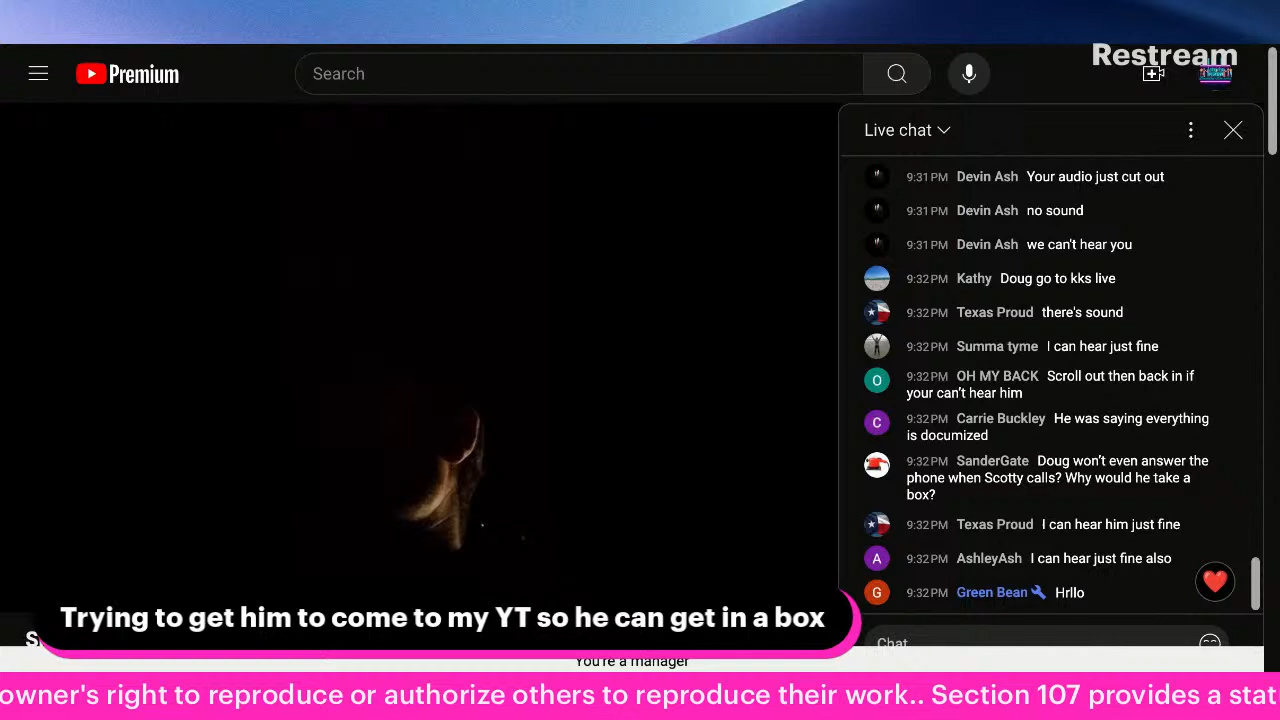 Restream
Premium
Search
Live chat
9:31 PM Devin Ash Your audio just cut out
9:31 PM Devin Ash no sound
9:31 PM Devin Ash we can't hear you
9:32 PM Kathy Doug go to kks live
9:32 PM Texas Proud there's sound
9:32 PM Summa tyme I can hear just fine
O 9:32 PM OH MY BACK Scroll out then back in if
your can't hear him
C 9:32 PM Carrie Buckley He was saying everything
is documized
9:32 PM SanderGate Doug won't even answer the
phone when Scotty calls? Why would he take a
box?
9:32 PM Texas Proud I can hear him just fine
A 9:32 PM AshleyAsh I can hear just fine also
G 9:32 PM Green Bean Hrllo
Trying to get him to come to my YT so he can get in a box
Chat
You're a manager
owner's right to reproduce or authorize others to reproduce their work.. Section 107 provides a stat